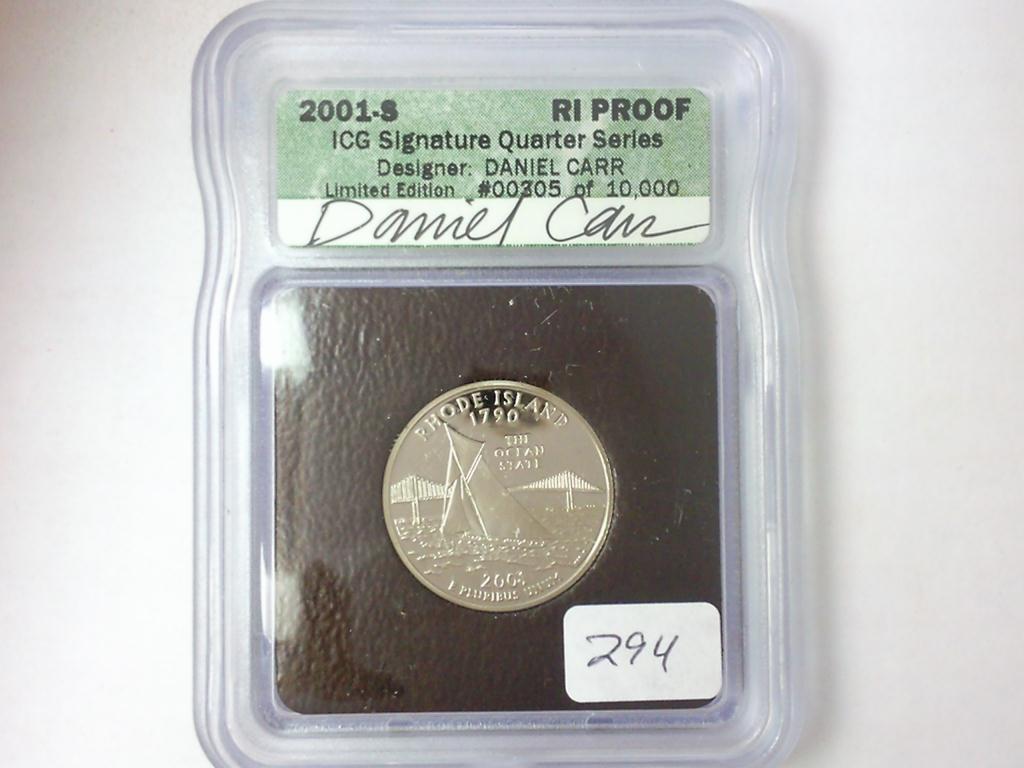 2001-S RI PROOF
ICG Signature Quarter Series
Designer: DANIEL CARR
Limited Edition #00305 of 10,000
Daniel Carr
RHODE ISLAND
1790
THE
OCEAN
STATE
2001
E PLURIBUS UNUM
294